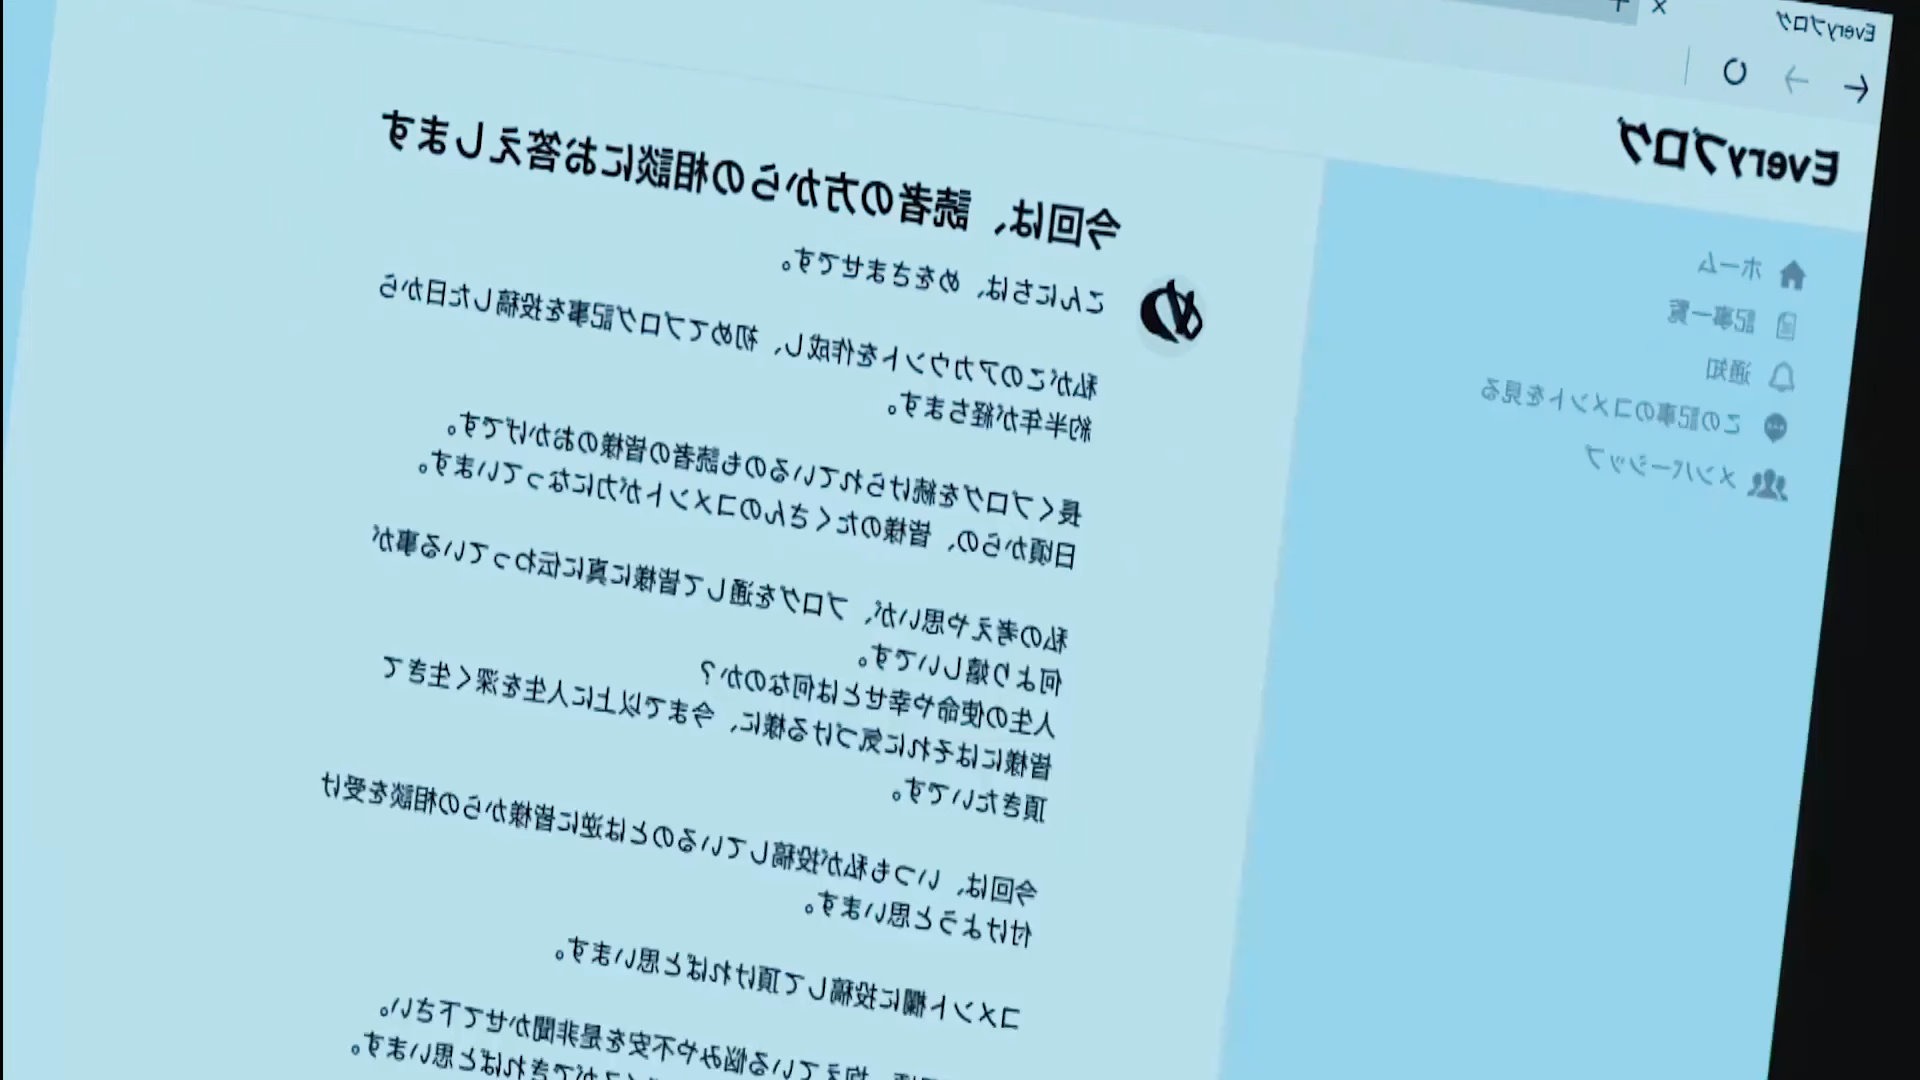 Everyブログ
Everyブログ
ホーム
記事一覧
通知
この記事のコメントを見る
メンバーシップ
今回は、読者の方からの相談にお答えします
め
こんにちは、めをさませです。
私がこのアカウントを作成し、初めてブログ記事を投稿した日から
約半年が経ちます。
長くブログを続けられているのも読者の皆様のおかげです。
日頃からの、皆様のたくさんのコメントが力になっています。
私の考えや思いが、ブログを通して皆様に真に伝わっている事が
何より嬉しいです。
人生の使命や幸せとは何なのか？
皆様にはそれに気づける様に、今まで以上に人生を深く生きて
頂きたいです。
今回は、いつも私が投稿しているのとは逆に皆様からの相談を受け
付けようと思います。
コメント欄に投稿して頂ければと思います。
抱えている悩みや不安を是非聞かせて下さい。
ができればと思います。